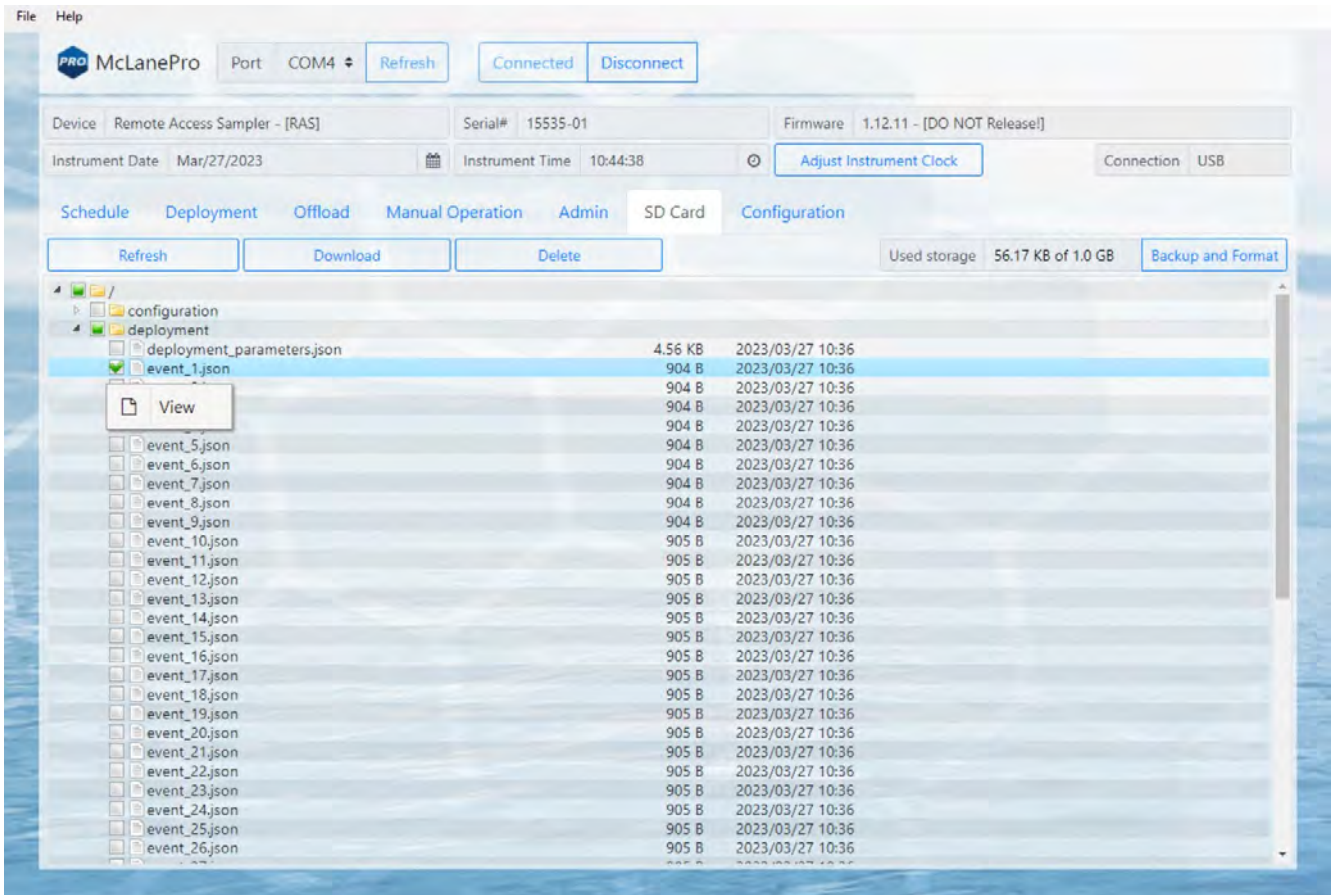 File Help
PRO McLanePro Port COM4 Refresh Connected Disconnect
Device Remote Access Sampler - [RAS] Serial# 15535-01 Firmware 1.12.11 - [DO NOT Release!]
Instrument Date Mar/27/2023 Instrument Time 10:44:38 Adjust Instrument Clock Connection USB
Schedule Deployment Offload Manual Operation Admin SD Card Configuration
Refresh Download Delete Used storage 56.17 KB of 1.0 GB Backup and Format
/
configuration
deployment
deployment_parameters.json 4.56 KB 2023/03/27 10:36
event_1.json 904 B 2023/03/27 10:36
904 B 2023/03/27 10:36
View 904 B 2023/03/27 10:36
904 B 2023/03/27 10:36
event_5.json 904 B 2023/03/27 10:36
event_6.json 904 B 2023/03/27 10:36
event_7.json 904 B 2023/03/27 10:36
event_8.json 904 B 2023/03/27 10:36
event_9.json 904 B 2023/03/27 10:36
event_10.json 905 B 2023/03/27 10:36
event_11.json 905 B 2023/03/27 10:36
event_12.json 905 B 2023/03/27 10:36
event_13.json 905 B 2023/03/27 10:36
event_14.json 905 B 2023/03/27 10:36
event_15.json 905 B 2023/03/27 10:36
event_16.json 905 B 2023/03/27 10:36
event_17.json 905 B 2023/03/27 10:36
event_18.json 905 B 2023/03/27 10:36
event_19.json 905 B 2023/03/27 10:36
event_20.json 905 B 2023/03/27 10:36
event_21.json 905 B 2023/03/27 10:36
event_22.json 905 B 2023/03/27 10:36
event_23.json 905 B 2023/03/27 10:36
event_24.json 905 B 2023/03/27 10:36
event_25.json 905 B 2023/03/27 10:36
event_26.json 905 B 2023/03/27 10:36